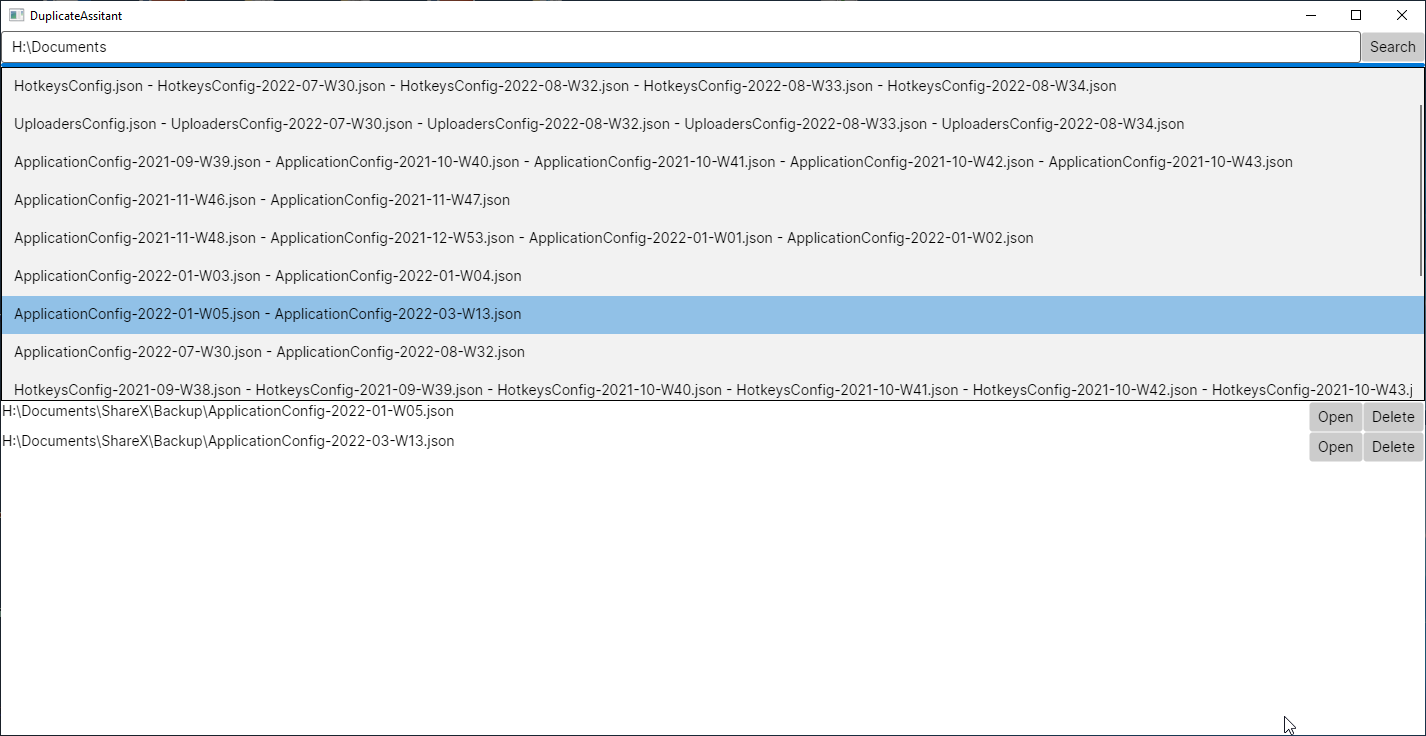 DuplicateAssitant
H:\Documents
Search
HotkeysConfig.json - HotkeysConfig-2022-07-W30.json - HotkeysConfig-2022-08-W32.json - HotkeysConfig-2022-08-W33.json - HotkeysConfig-2022-08-W34.json
UploadersConfig.json - UploadersConfig-2022-07-W30.json - UploadersConfig-2022-08-W32.json - UploadersConfig-2022-08-W33.json - UploadersConfig-2022-08-W34.json
ApplicationConfig-2021-09-W39.json - ApplicationConfig-2021-10-W40.json - ApplicationConfig-2021-10-W41.json - ApplicationConfig-2021-10-W42.json - ApplicationConfig-2021-10-W43.json
ApplicationConfig-2021-11-W46.json - ApplicationConfig-2021-11-W47.json
ApplicationConfig-2021-11-W48.json - ApplicationConfig-2021-12-W53.json - ApplicationConfig-2022-01-W01.json - ApplicationConfig-2022-01-W02.json
ApplicationConfig-2022-01-W03.json - ApplicationConfig-2022-01-W04.json
ApplicationConfig-2022-01-W05.json - ApplicationConfig-2022-03-W13.json
ApplicationConfig-2022-07-W30.json - ApplicationConfig-2022-08-W32.json
HotkeysConfig-2021-09-W38.json - HotkeysConfig-2021-09-W39.json - HotkeysConfig-2021-10-W40.json - HotkeysConfig-2021-10-W41.json - HotkeysConfig-2021-10-W42.json - HotkeysConfig-2021-10-W43.j
H:\Documents\ShareX\Backup\ApplicationConfig-2022-01-W05.json Open Delete
H:\Documents\ShareX\Backup\ApplicationConfig-2022-03-W13.json Open Delete